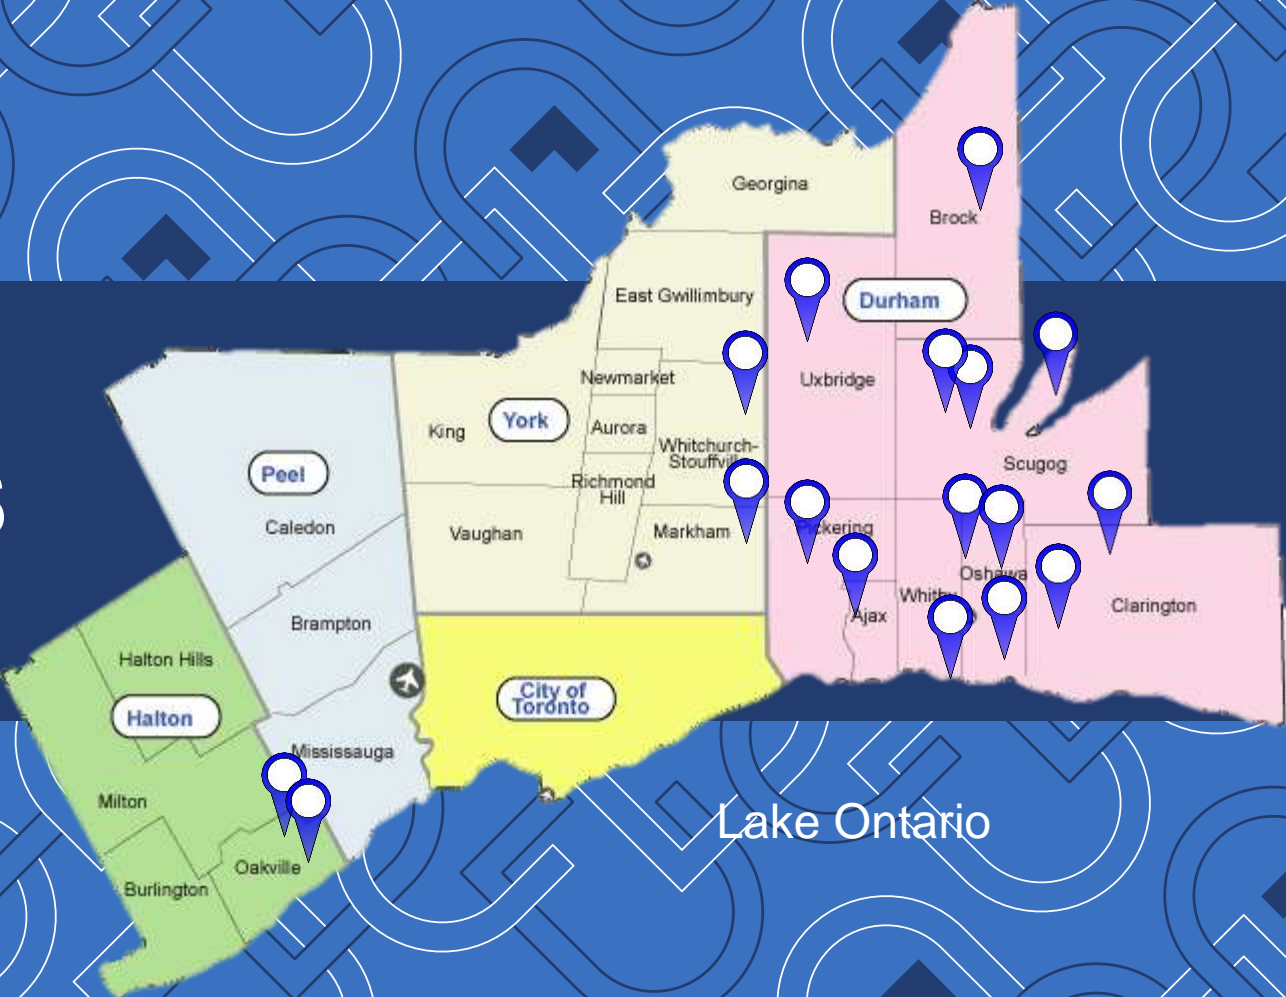 Georgina
Brock
East Gwillimbury
Durham
Newmarket
Uxbridge
King
York
Aurora
Whitchurch-
Stouffville
Scugog
Peel
Richmond
Hill
Caledon
Vaughan
Markham
Pickering
Oshawa
Whitby
Clarington
Ajax
Brampton
Halton Hills
City of
Toronto
Halton
Mississauga
Milton
Lake Ontario
Oakville
Burlington